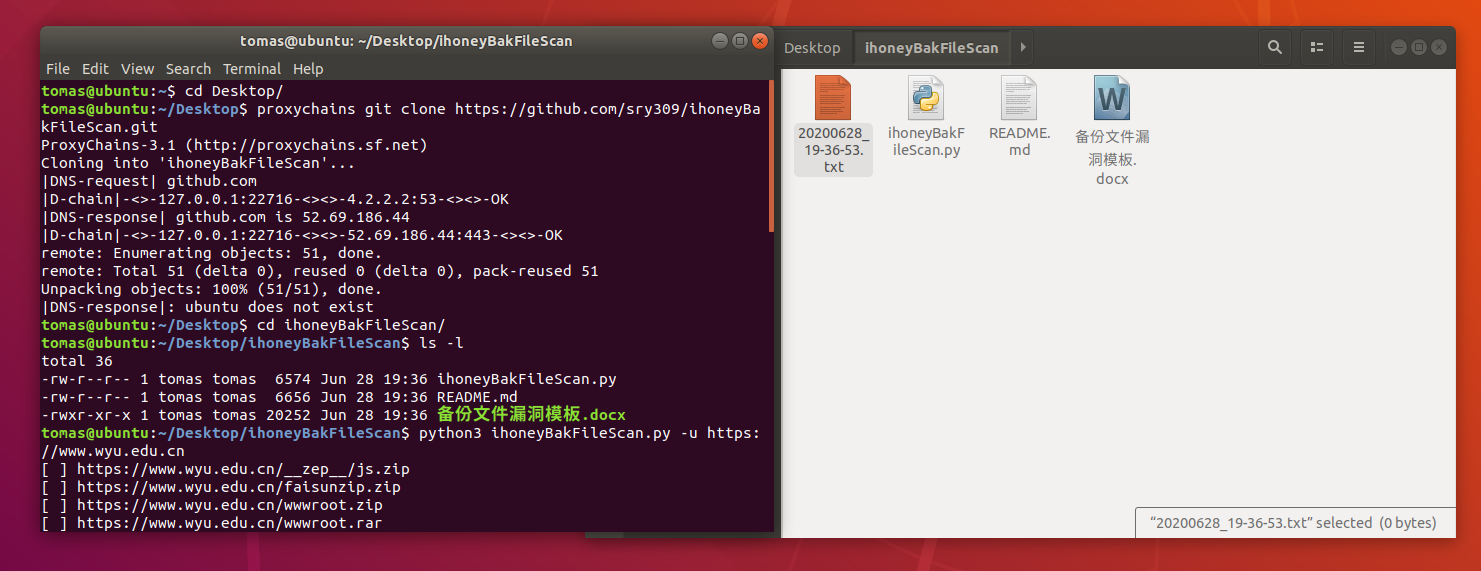 tomas@ubuntu: ~/Desktop/ihoneyBakFileScan
File Edit View Search Terminal Help
tomas@ubuntu:~$ cd Desktop/
tomas@ubuntu:~/Desktop$ proxychains git clone https://github.com/sry309/ihoneyBa
kFileScan.git
ProxyChains-3.1 (http://proxychains.sf.net)
Cloning into 'ihoneyBakFileScan'...
|DNS-request| github.com
|D-chain|-<>-127.0.0.1:22716-<><>-4.2.2.2:53-<><>-OK
|DNS-response| github.com is 52.69.186.44
|D-chain|-<>-127.0.0.1:22716-<><>-52.69.186.44:443-<><>-OK
remote: Enumerating objects: 51, done.
remote: Total 51 (delta 0), reused 0 (delta 0), pack-reused 51
Unpacking objects: 100% (51/51), done.
|DNS-response|: ubuntu does not exist
tomas@ubuntu:~/Desktop$ cd ihoneyBakFileScan/
tomas@ubuntu:~/Desktop/ihoneyBakFileScan$ ls -l
total 36
-rw-r--r-- 1 tomas tomas  6574 Jun 28 19:36 ihoneyBakFileScan.py
-rw-r--r-- 1 tomas tomas  6656 Jun 28 19:36 README.md
-rwxr-xr-x 1 tomas tomas 20252 Jun 28 19:36 备份文件漏洞模板.docx
tomas@ubuntu:~/Desktop/ihoneyBakFileScan$ python3 ihoneyBakFileScan.py -u https:
//www.wyu.edu.cn
[ ] https://www.wyu.edu.cn/__zep__/js.zip
[ ] https://www.wyu.edu.cn/faisunzip.zip
[ ] https://www.wyu.edu.cn/wwwroot.zip
[ ] https://www.wyu.edu.cn/wwwroot.rar
Desktop ihoneyBakFileScan
20200628_
19-36-53.
txt
ihoneyBakF
ileScan.py
README.
md
W
备份文件漏
洞模板.
docx
“20200628_19-36-53.txt” selected (0 bytes)